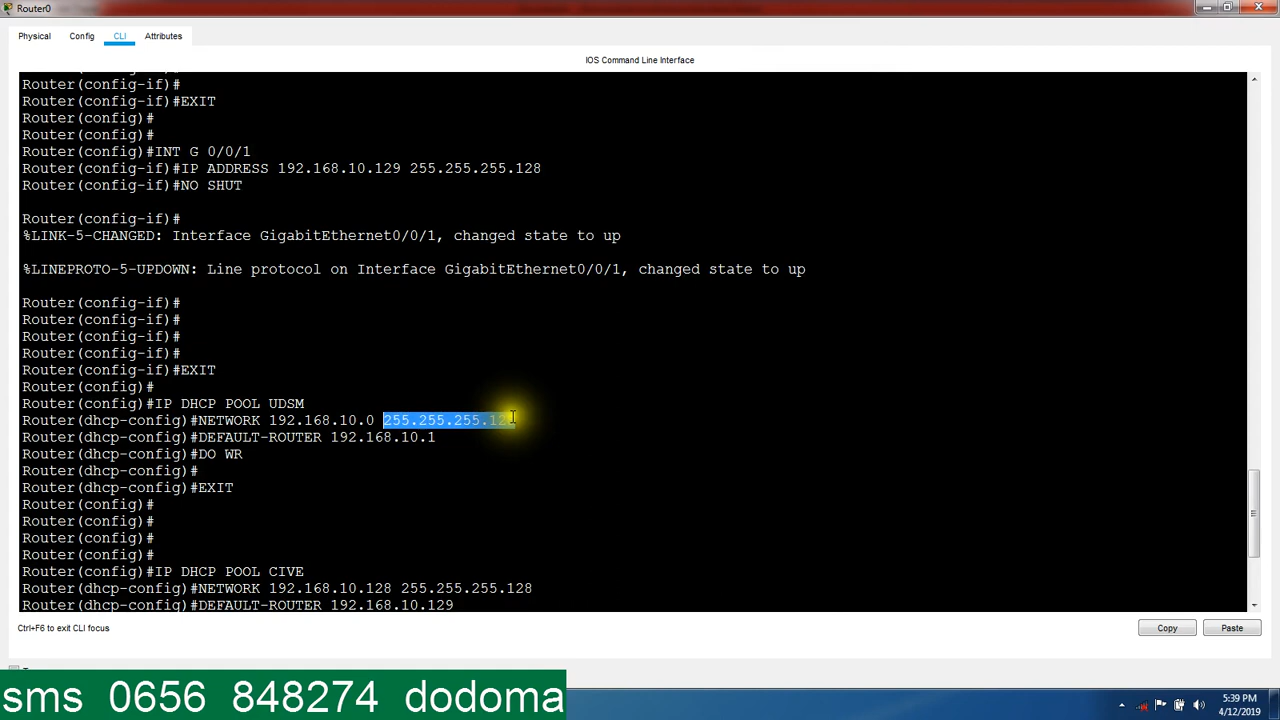 Router0
Physical Config CLI Attributes
IOS Command Line Interface
Router(config-if)#
Router(config-if)#EXIT
Router(config)#
Router(config)#
Router(config)#INT G 0/0/1
Router(config-if)#IP ADDRESS 192.168.10.129 255.255.255.128
Router(config-if)#NO SHUT
Router(config-if)#
%LINK-5-CHANGED: Interface GigabitEthernet0/0/1, changed state to up
%LINEPROTO-5-UPDOWN: Line protocol on Interface GigabitEthernet0/0/1, changed state to up
Router(config-if)#
Router(config-if)#
Router(config-if)#
Router(config-if)#
Router(config-if)#EXIT
Router(config)#
Router(config)#IP DHCP POOL UDSM
Router(dhcp-config)#NETWORK 192.168.10.0 255.255.255.128
Router(dhcp-config)#DEFAULT-ROUTER 192.168.10.1
Router(dhcp-config)#DO WR
Router(dhcp-config)#
Router(dhcp-config)#EXIT
Router(config)#
Router(config)#
Router(config)#
Router(config)#
Router(config)#IP DHCP POOL CIVE
Router(dhcp-config)#NETWORK 192.168.10.128 255.255.255.128
Router(dhcp-config)#DEFAULT-ROUTER 192.168.10.129
Ctrl+F6 to exit CLI focus
Copy Paste
sms 0656 848274 dodoma
5:39 PM
4/12/2019